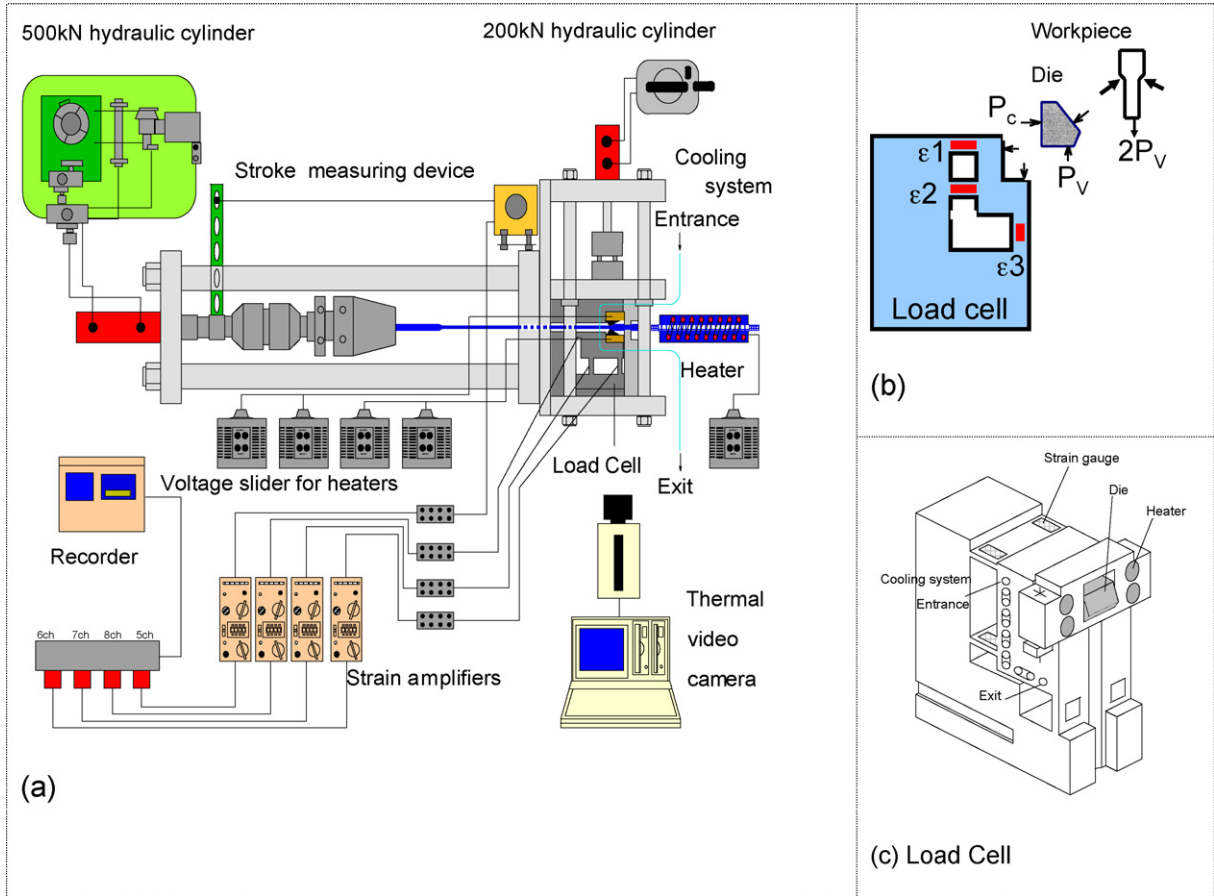 500kN hydraulic cylinder
200kN hydraulic cylinder
Stroke measuring device
Cooling
system
Entrance
Heater
Load Cell
Exit
Voltage slider for heaters
Recorder
6ch 7ch 8ch 5ch
Strain amplifiers
Thermal
video
camera
(a)
Workpiece
Die
Pc
PV
2PV
ε1
ε2
ε3
Load cell
(b)
Strain gauge
Die
Heater
Cooling system
Entrance
Exit
(c) Load Cell